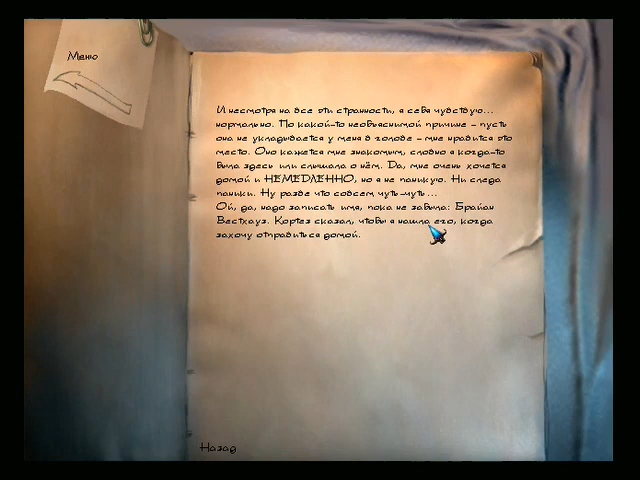 Меню
И несмотря на все эти странности, я себя чувствую...
нормально. По какой-то необъяснимой причине - пусть
она не укладывается у меня в голове - мне нравится это
место. Оно кажется мне знакомым, словно я когда-то
была здесь или слышала о нём. Да, мне очень хочется
домой и НЕМЕДЛЕННО, но я не паникую. Ни следа
паники. Ну разве что совсем чуть-чуть...
Ой, да, надо записать имя, пока не забыла: Брайан
Вестхауз. Кортез сказал, чтобы я нашла его, когда
захочу отправиться домой.
Назад